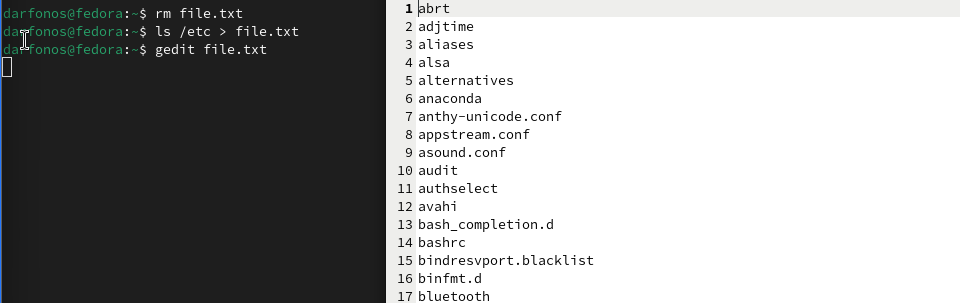 darfonos@fedora:~$ rm file.txt
darfonos@fedora:~$ ls /etc > file.txt
darfonos@fedora:~$ gedit file.txt
1 abrt
2 adjtime
3 aliases
4 alsa
5 alternatives
6 anaconda
7 anthy-unicode.conf
8 appstream.conf
9 asound.conf
10 audit
11 authselect
12 avahi
13 bash_completion.d
14 bashrc
15 bindresvport.blacklist
16 binfmt.d
17 bluetooth